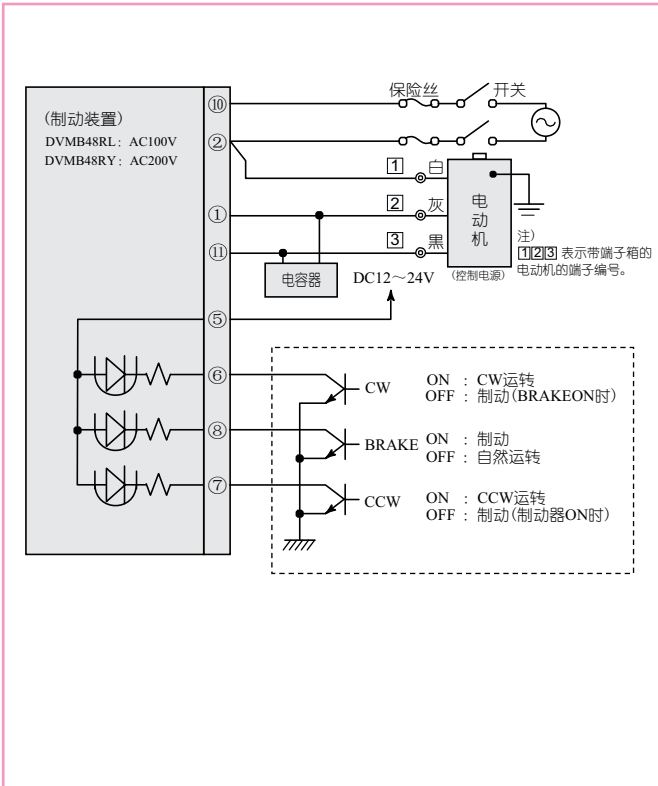 保险丝
开关
⑩
(制动装置)
DVMB48RL: AC100V
DVMB48RY: AC200V
②
1 白
2 灰
3 黑
①
⑪
电动机
(控制电源)
注)
123 表示带端子箱的
电动机的端子编号。
电容器
DC12～24V
⑤
⑥
CW
ON : CW运转
OFF : 制动(BRAKEON时)
⑧
BRAKE
ON : 制动
OFF : 自然运转
⑦
CCW
ON : CCW运转
OFF : 制动(制动器ON时)